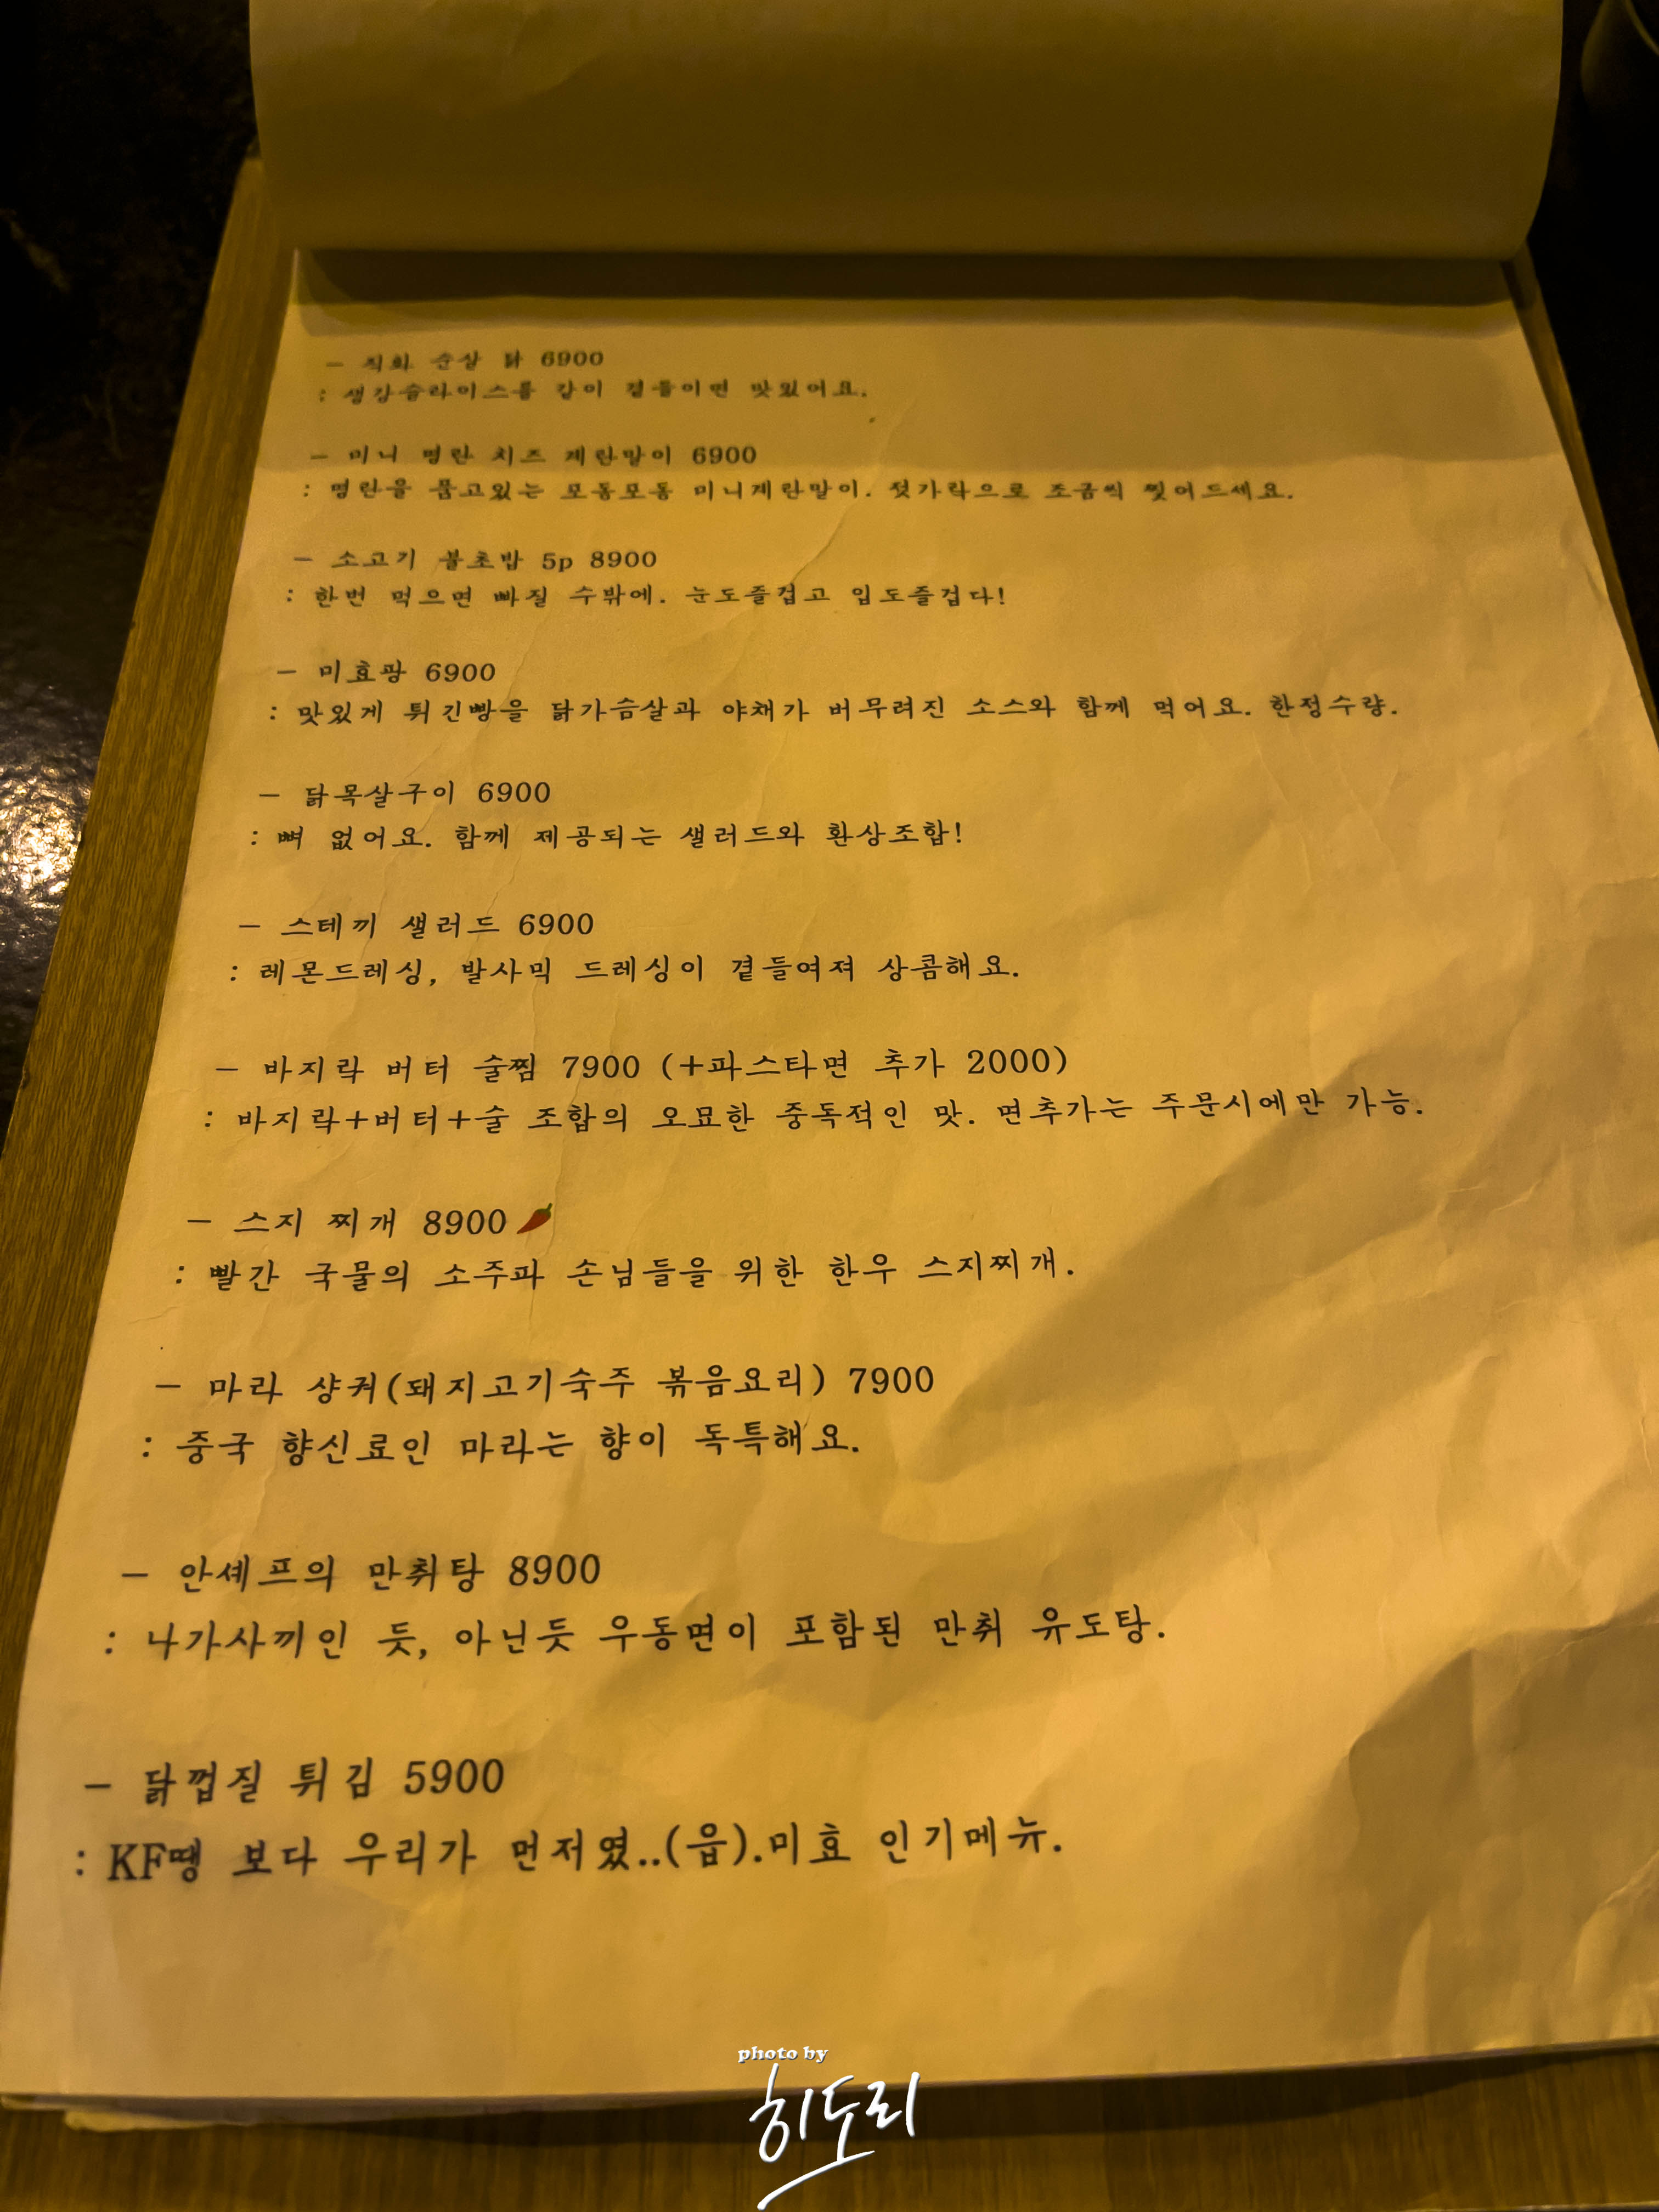 - 직화 순살 닭 6900
: 생강슬라이스를 같이 곁들이면 맛있어요.
- 미니 명란 치즈 계란말이 6900
: 명란을 품고있는 모동모동 미니계란말이. 젓가락으로 조금씩 찢어드세요.
- 소고기 불초밥 5p 8900
: 한번 먹으면 빠질 수밖에. 눈도즐겁고 입도즐겁다!
- 미효팡 6900
: 맛있게 튀긴빵을 닭가슴살과 야채가 버무려진 소스와 함께 먹어요. 한정수량.
- 닭목살구이 6900
: 뼈 없어요. 함께 제공되는 샐러드와 환상조합!
- 스테끼 샐러드 6900
: 레몬드레싱, 발사믹 드레싱이 곁들여져 상콤해요.
- 바지락 버터 술찜 7900 (+파스타면 추가 2000)
: 바지락+버터+술 조합의 오묘한 중독적인 맛. 면추가는 주문시에만 가능.
- 스지 찌개 8900🌶️
: 빨간 국물의 소주파 손님들을 위한 한우 스지찌개.
- 마라 샹궈(돼지고기숙주 볶음요리) 7900
: 중국 향신료인 마라는 향이 독특해요.
- 안셰프의 만취탕 8900
: 나가사끼인 듯, 아닌듯 우동면이 포함된 만취 유도탕.
- 닭껍질 튀김 5900
: KF땡 보다 우리가 먼저였..(읍).미효 인기메뉴.
photo by
히도리